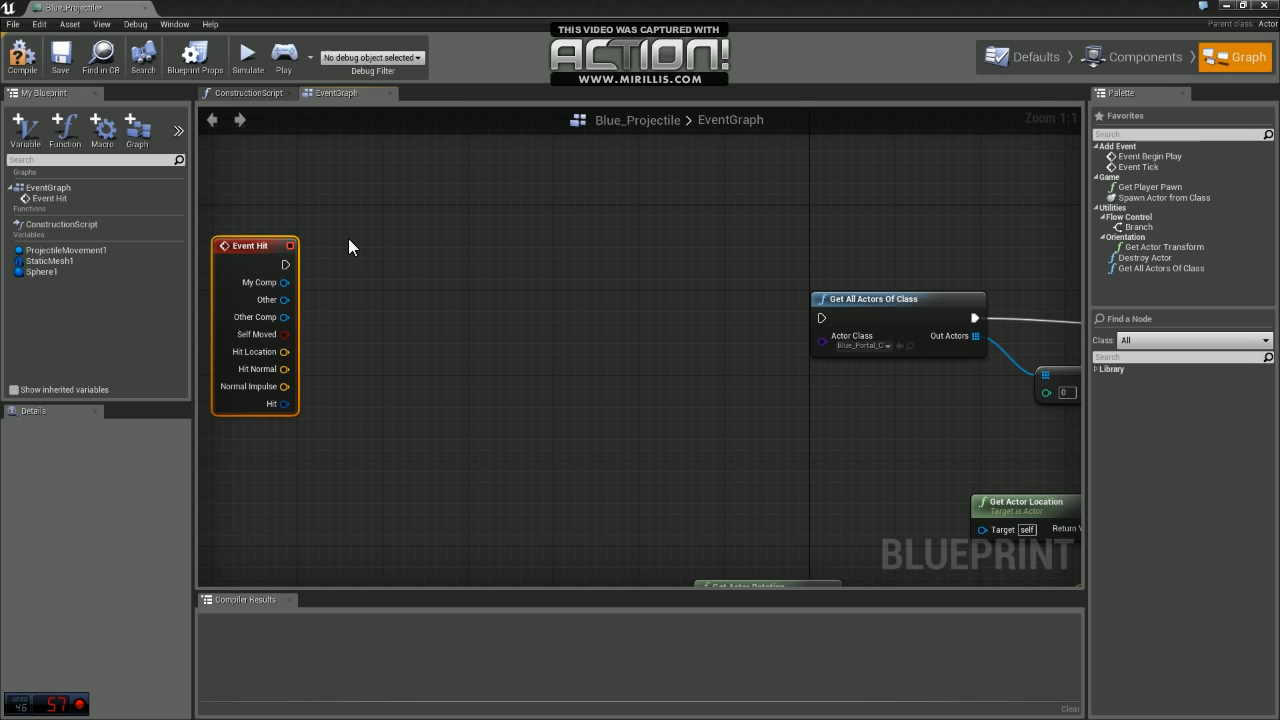 Blue_Projectile*
File Edit Asset View Debug Window Help
Parent class: Actor
THIS VIDEO WAS CAPTURED WITH
ACTION!
WWW.MIRILLIS.COM
Compile Save Find in CB Search Blueprint Props Simulate Play
No debug object selected
Debug Filter
Defaults Components Graph
My Blueprint
ConstructionScript EventGraph
Palette
Variable Function Macro Graph
Search
Graphs
EventGraph
Event Hit
Functions
ConstructionScript
Variables
ProjectileMovement1
StaticMesh1
Sphere1
Show inherited variables
Details
Blue_Projectile > EventGraph
Zoom 1:1
Event Hit
My Comp
Other
Other Comp
Self Moved
Hit Location
Hit Normal
Normal Impulse
Hit
Get All Actors Of Class
Actor Class
Blue_Portal_C
Out Actors
0
Get Actor Location
Target is Actor
Target self
Return V
Get Actor Rotation
BLUEPRINT
Favorites
Search
Add Event
Event Begin Play
Event Tick
Game
Get Player Pawn
Spawn Actor from Class
Utilities
Flow Control
Branch
Orientation
Get Actor Transform
Destroy Actor
Get All Actors Of Class
Find a Node
Class: All
Search
Library
Compiler Results
Clear
46
57